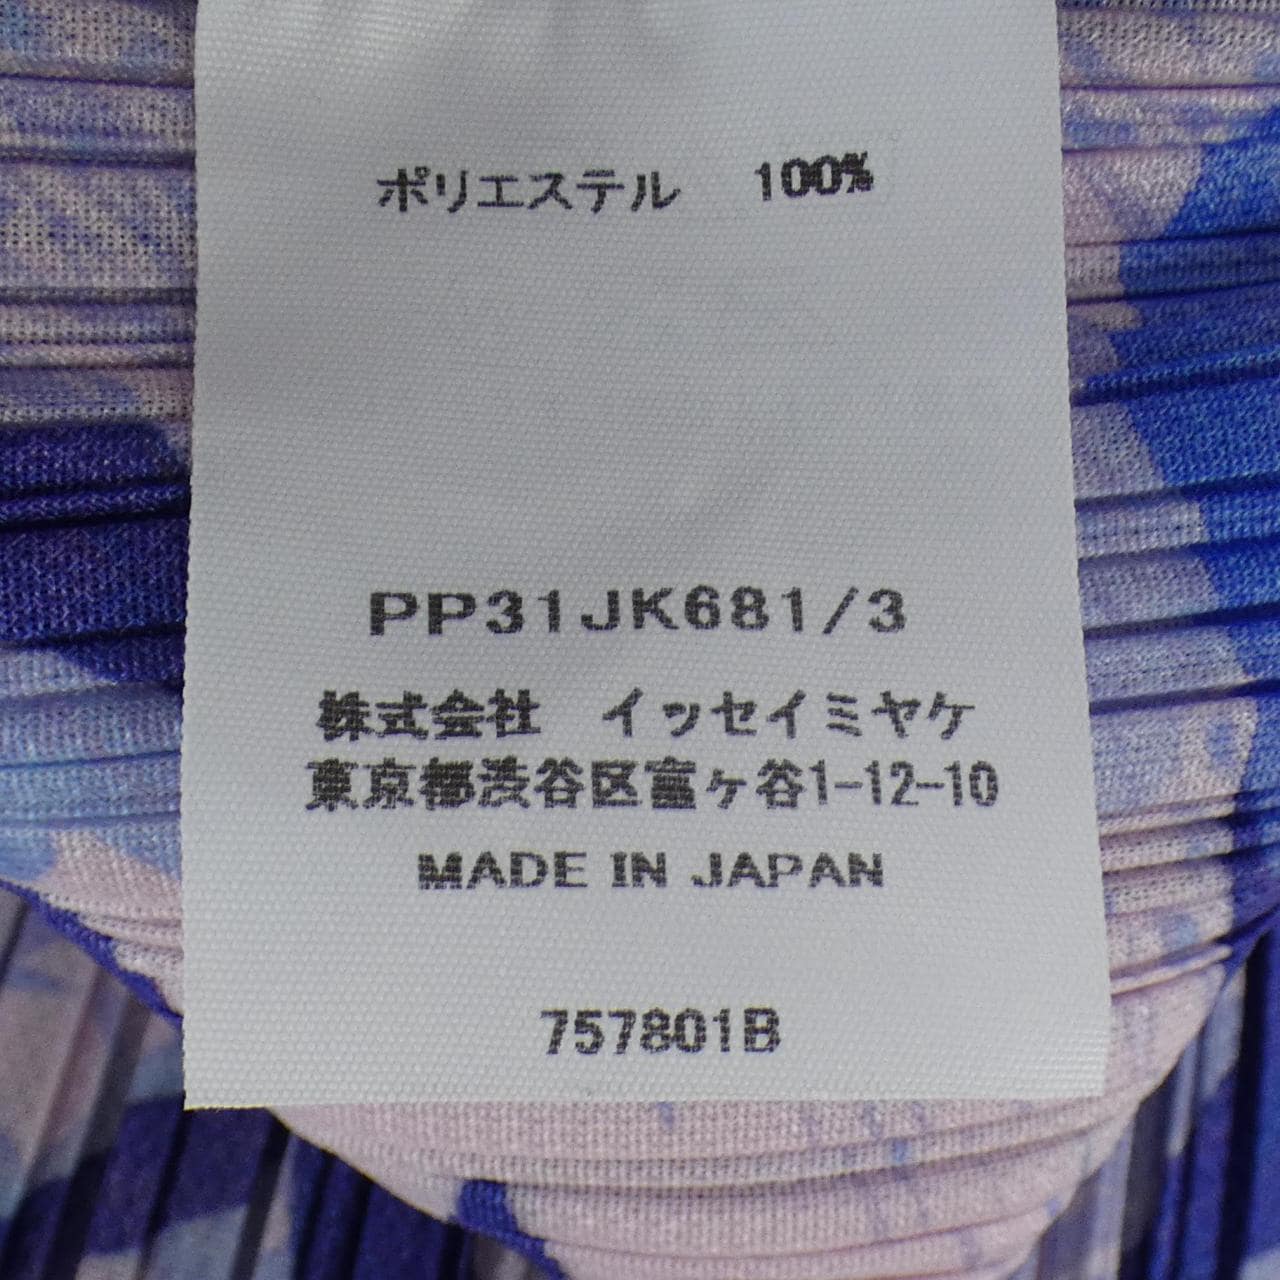 ポリエステル 100%
PP31JK681/3
株式会社 イッセイミヤケ
東京都渋谷区富ヶ谷1-12-10
MADE IN JAPAN
757801B